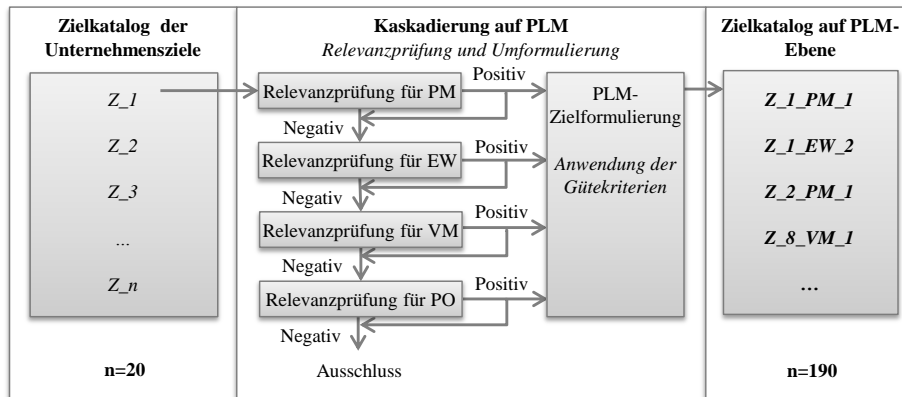 Zielkatalog der
Unternehmensziele
Z_1
Z_2
Z_3
...
Z_n
n=20
Kaskadierung auf PLM
Relevanzprüfung und Umformulierung
Relevanzprüfung für PM
Positiv
Negativ
Relevanzprüfung für EW
Positiv
Negativ
Relevanzprüfung für VM
Positiv
Negativ
Relevanzprüfung für PO
Positiv
Negativ
Ausschluss
PLM-
Zielformulierung
Anwendung der
Gütekriterien
Zielkatalog auf PLM-
Ebene
Z_1_PM_1
Z_1_EW_2
Z_2_PM_1
Z_8_VM_1
...
n=190